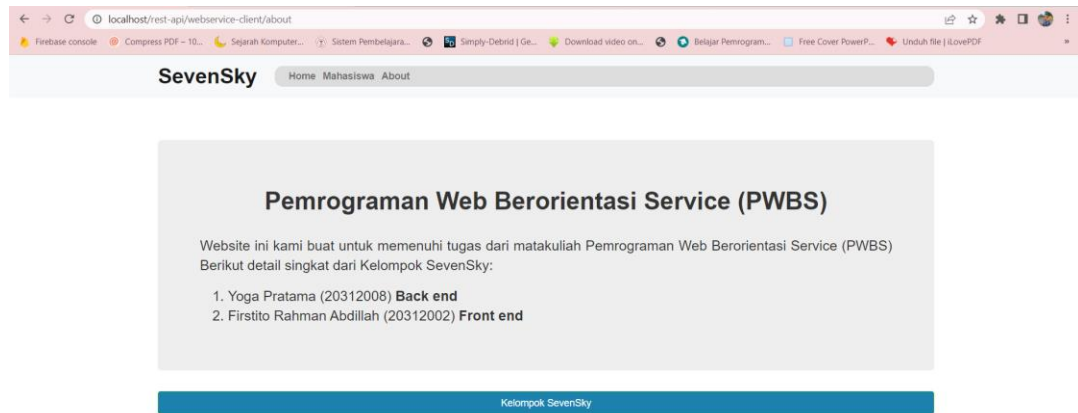 localhost/rest-api/webservice-client/about
Firebase console Compress PDF – 10... Sejarah Komputer... Sistem Pembelajara... Simply-Debrid | Ge... Download video on... Belajar Pemrogram... Free Cover PowerP... Unduh file | iLovePDF »
SevenSky Home Mahasiswa About
Pemrograman Web Berorientasi Service (PWBS)
Website ini kami buat untuk memenuhi tugas dari matakuliah Pemrograman Web Berorientasi Service (PWBS)
Berikut detail singkat dari Kelompok SevenSky:
1. Yoga Pratama (20312008) Back end
2. Firstito Rahman Abdillah (20312002) Front end
Kelompok SevenSky